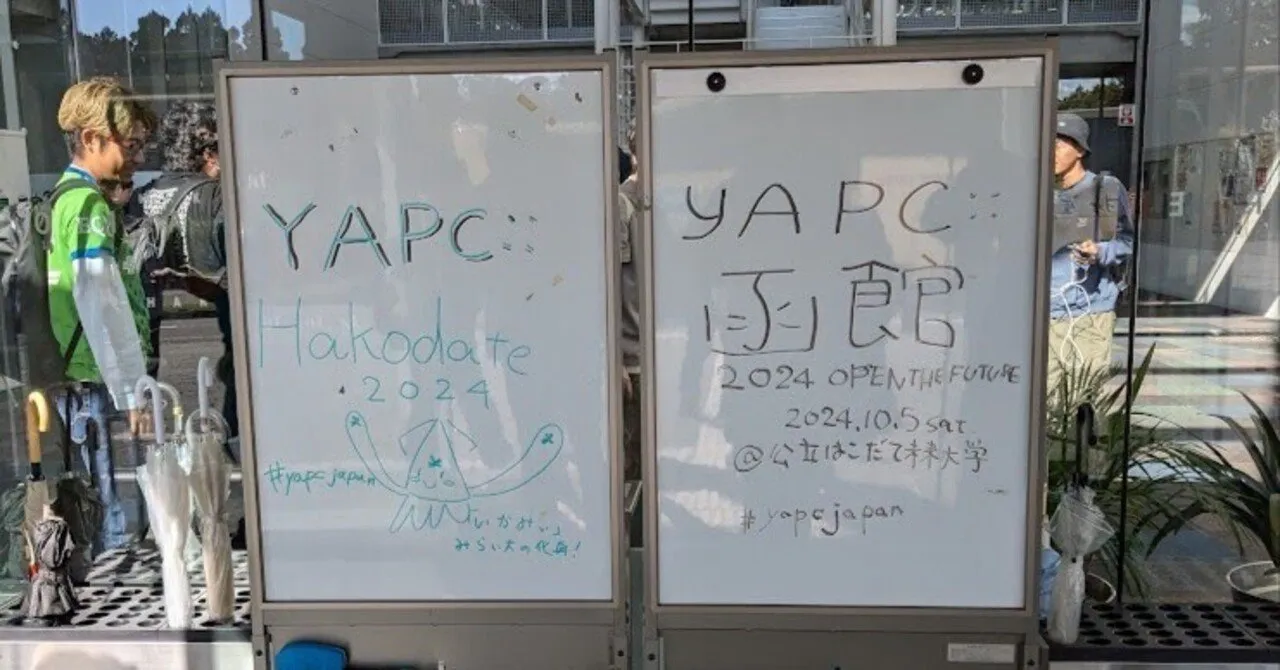 YAPC::
Hakodate
2024
#yapcjapan
「いかみぃ」
みらい大の化身!
YAPC::
函館
2024 OPEN THE FUTURE
2024.10.5 sat
@公立はこだて未来大学
#yapcjapan